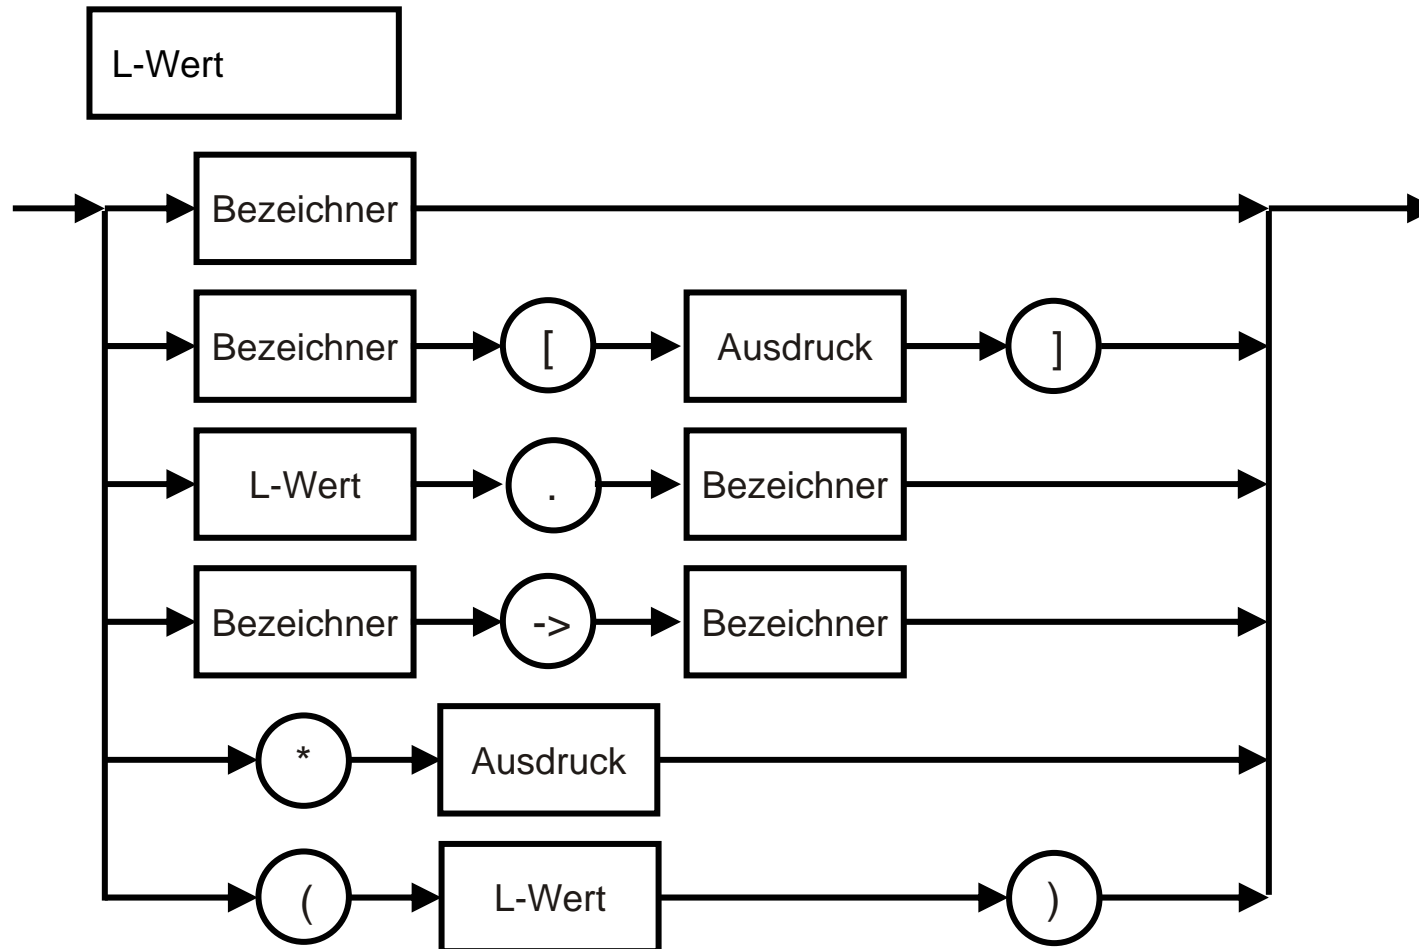 L-Wert
Bezeichner
Bezeichner [ Ausdruck ]
L-Wert . Bezeichner
Bezeichner -> Bezeichner
* Ausdruck
( L-Wert )